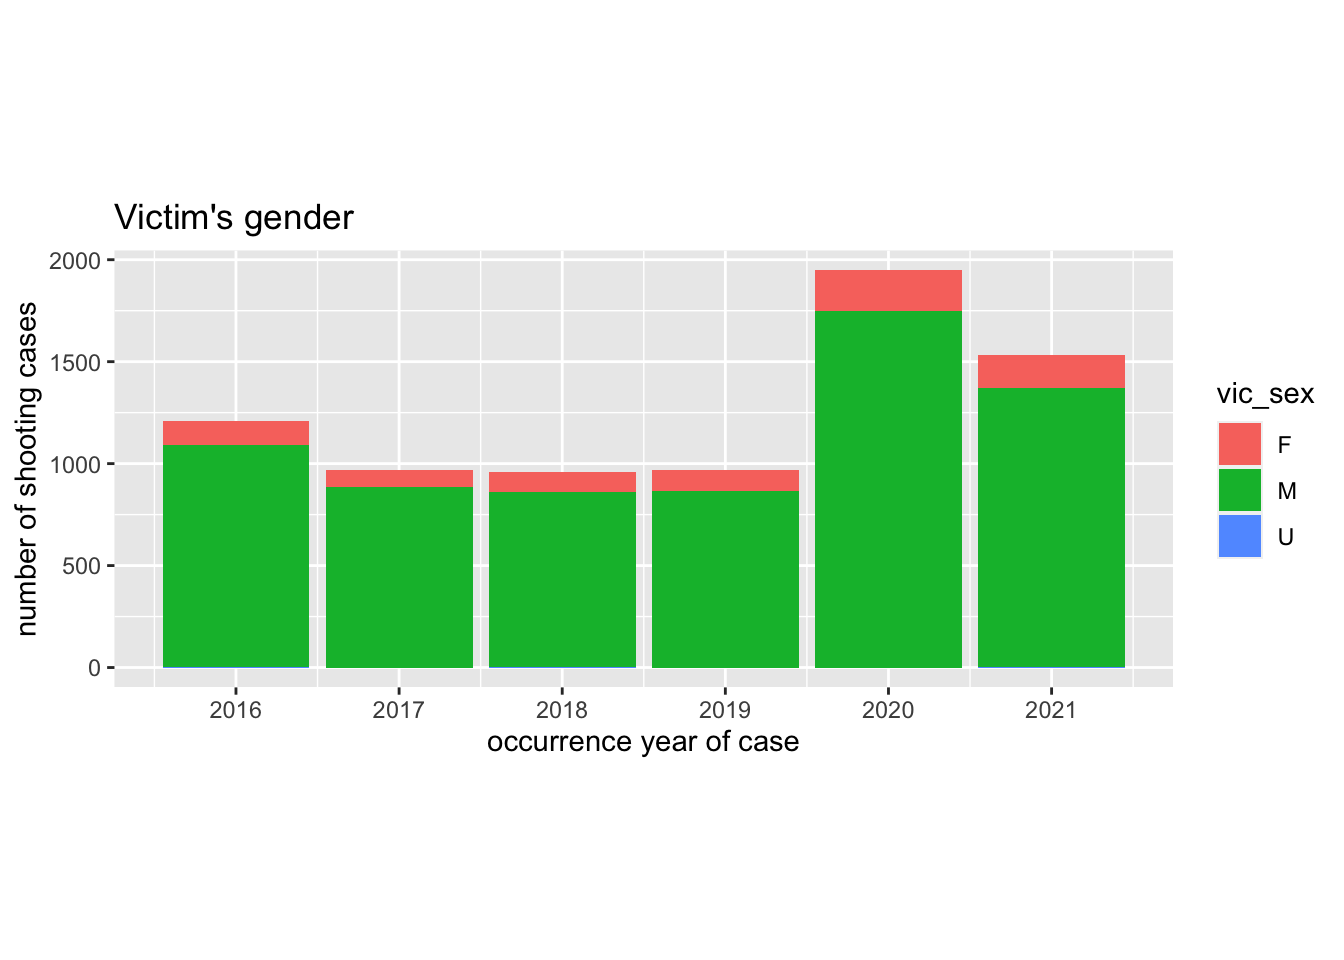 Victim's gender
2000
1500
1000
500
0
number of shooting cases
2016 2017 2018 2019 2020 2021
occurrence year of case
vic_sex
F
M
U